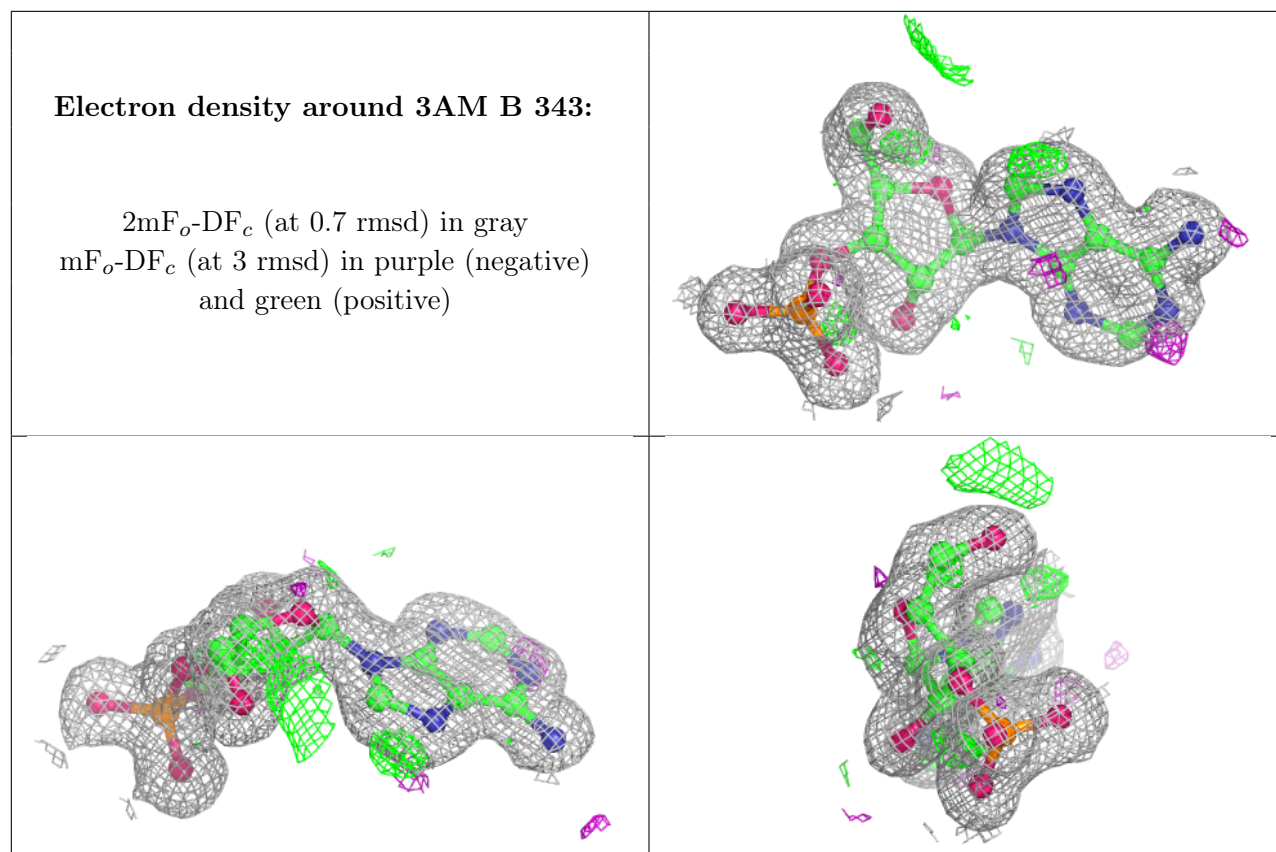 Electron density around 3AM B 343:
2mFo-DFc (at 0.7 rmsd) in gray
mFo-DFc (at 3 rmsd) in purple (negative)
and green (positive)